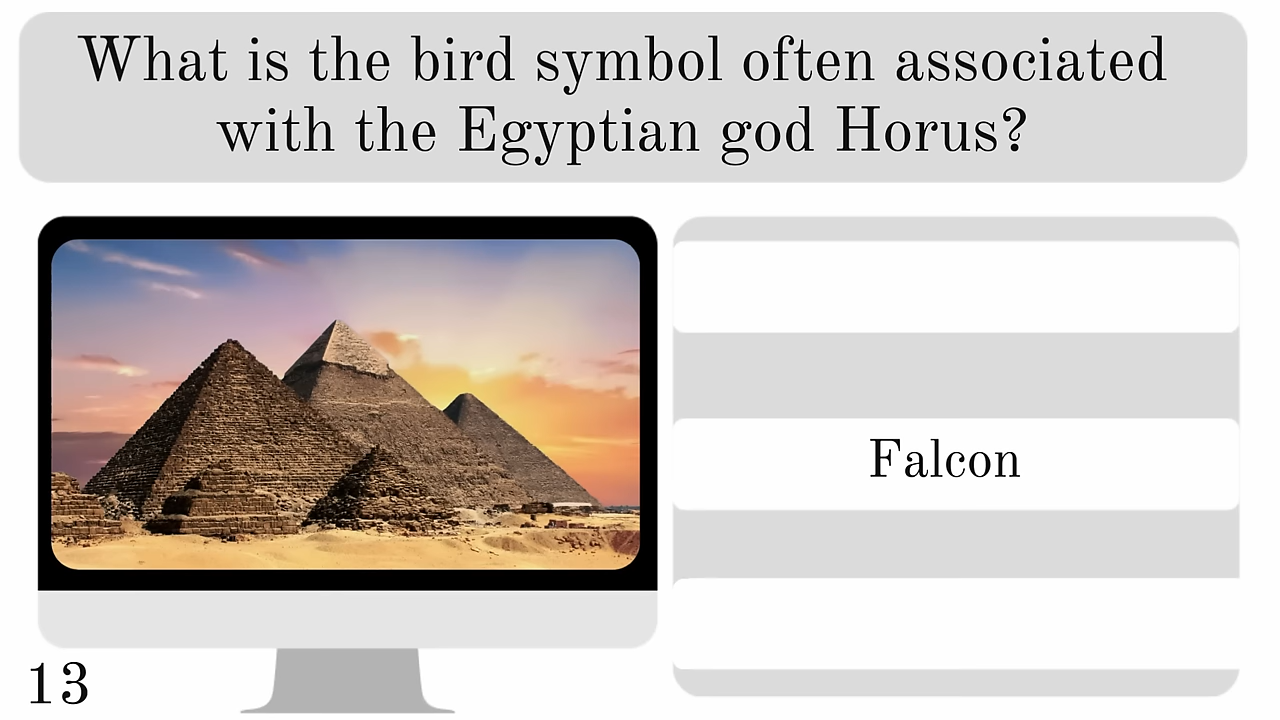 What is the bird symbol often associated
with the Egyptian god Horus?
Falcon
13